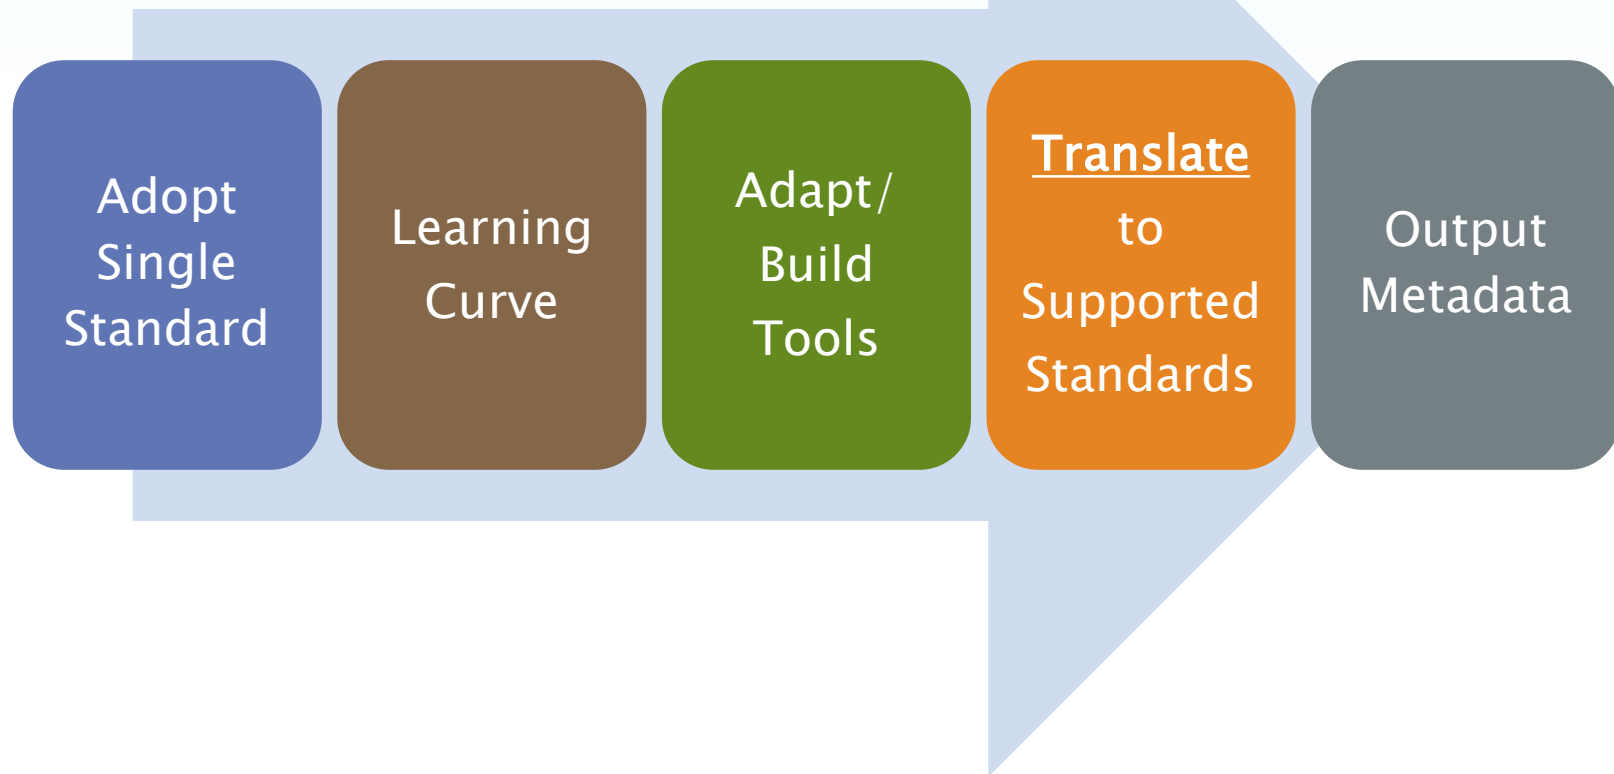 Adopt
Single
Standard
Learning
Curve
Adapt/
Build
Tools
Translate
to
Supported
Standards
Output
Metadata